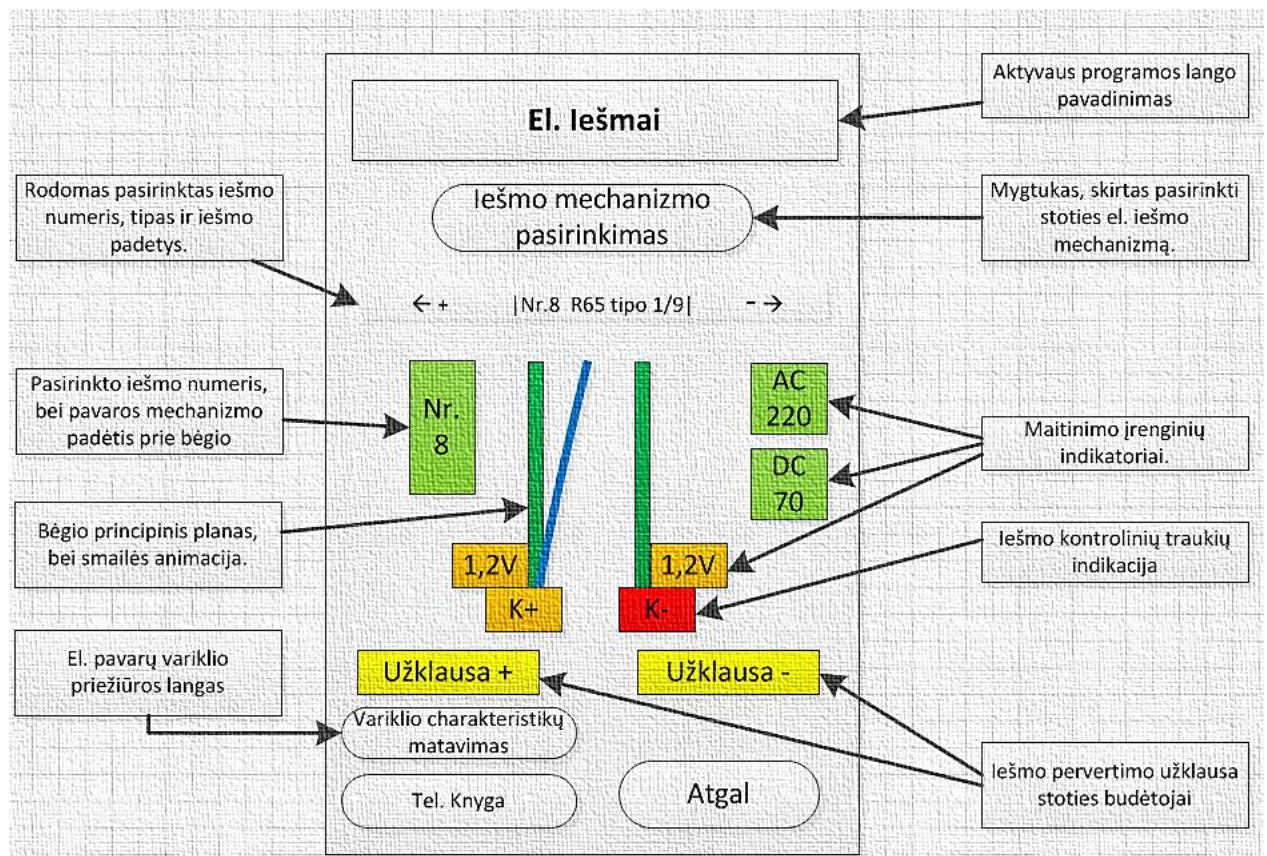 El. Iešmai
Aktyvaus programos lango
pavadinimas
Rodomas pasirinktas iešmo
numeris, tipas ir iešmo
padėtys.
Iešmo mechanizmo
pasirinkimas
Mygtukas, skirtas pasirinkti
stoties el. iešmo
mechanizmą.
← + |Nr.8 R65 tipo 1/9| - →
Pasirinkto iešmo numeris,
bei pavaros mechanizmo
padėtis prie bėgio
Nr.
8
AC
220
DC
70
Maitinimo įrenginių
indikatoriai.
Bėgio principinis planas,
bei smailės animacija.
1,2V
1,2V
K+
K-
Iešmo kontrolinių traukių
indikacija
El. pavarų variklio
priežiūros langas
Užklausa +
Užklausa -
Variklio charakteristikų
matavimas
Tel. Knyga
Atgal
Iešmo pervertimo užklausa
stoties budėtojai